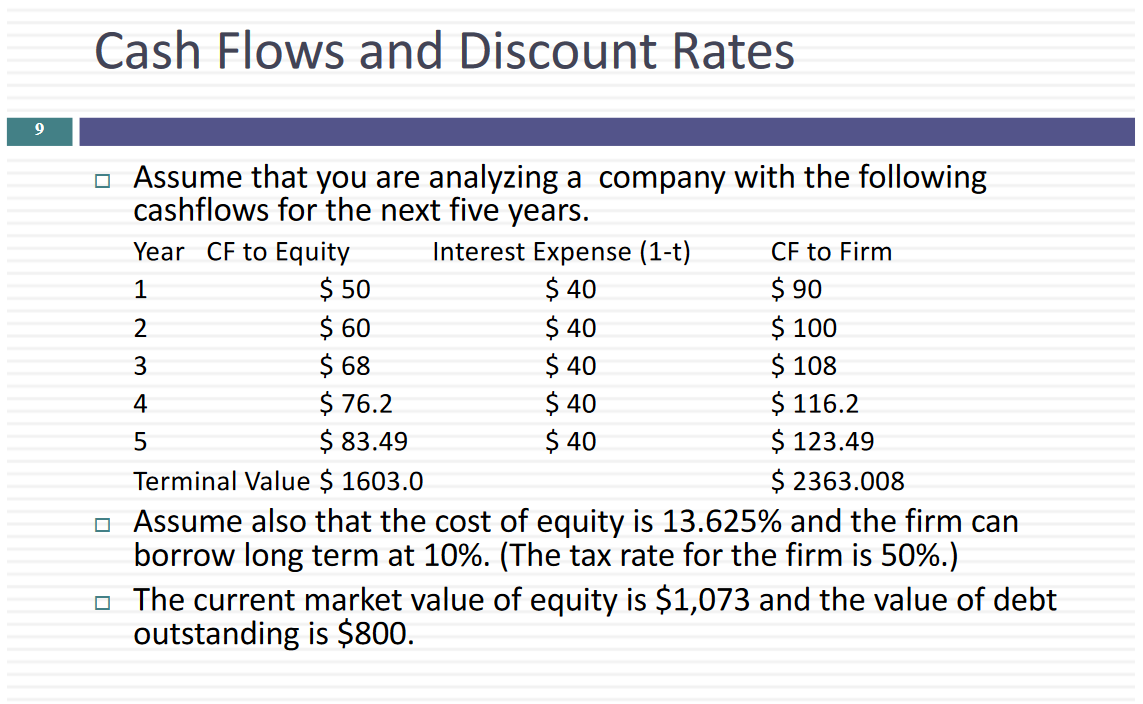 Cash Flows and Discount Rates
9
Assume that you are analyzing a company with the following
cashflows for the next five years.
Year CF to Equity Interest Expense (1-t) CF to Firm
1 $ 50 $ 40 $ 90
2 $ 60 $ 40 $ 100
3 $ 68 $ 40 $ 108
4 $ 76.2 $ 40 $ 116.2
5 $ 83.49 $ 40 $ 123.49
Terminal Value $ 1603.0 $ 2363.008
Assume also that the cost of equity is 13.625% and the firm can
borrow long term at 10%. (The tax rate for the firm is 50%.)
The current market value of equity is $1,073 and the value of debt
outstanding is $800.